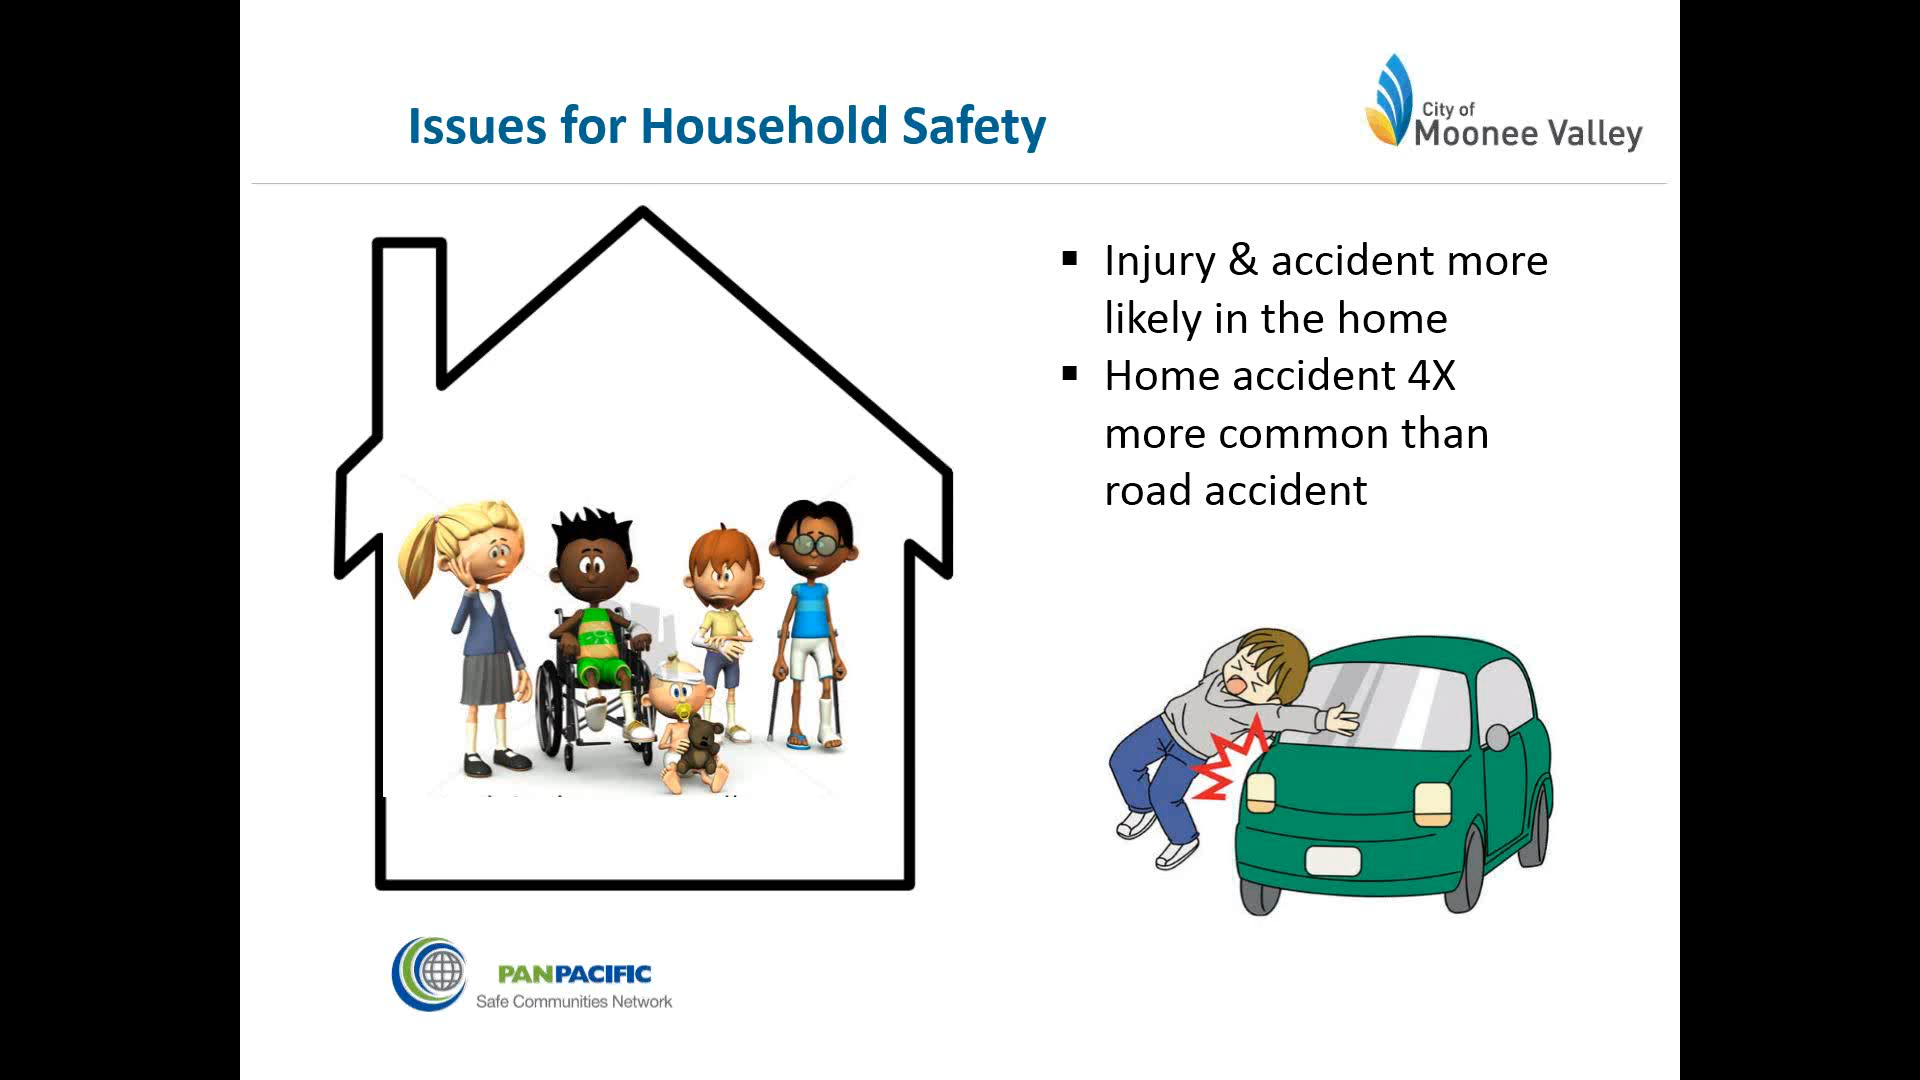 Issues for Household Safety
City of
Moonee Valley
▪ Injury & accident more
likely in the home
▪ Home accident 4X
more common than
road accident
PANPACIFIC
Safe Communities Network